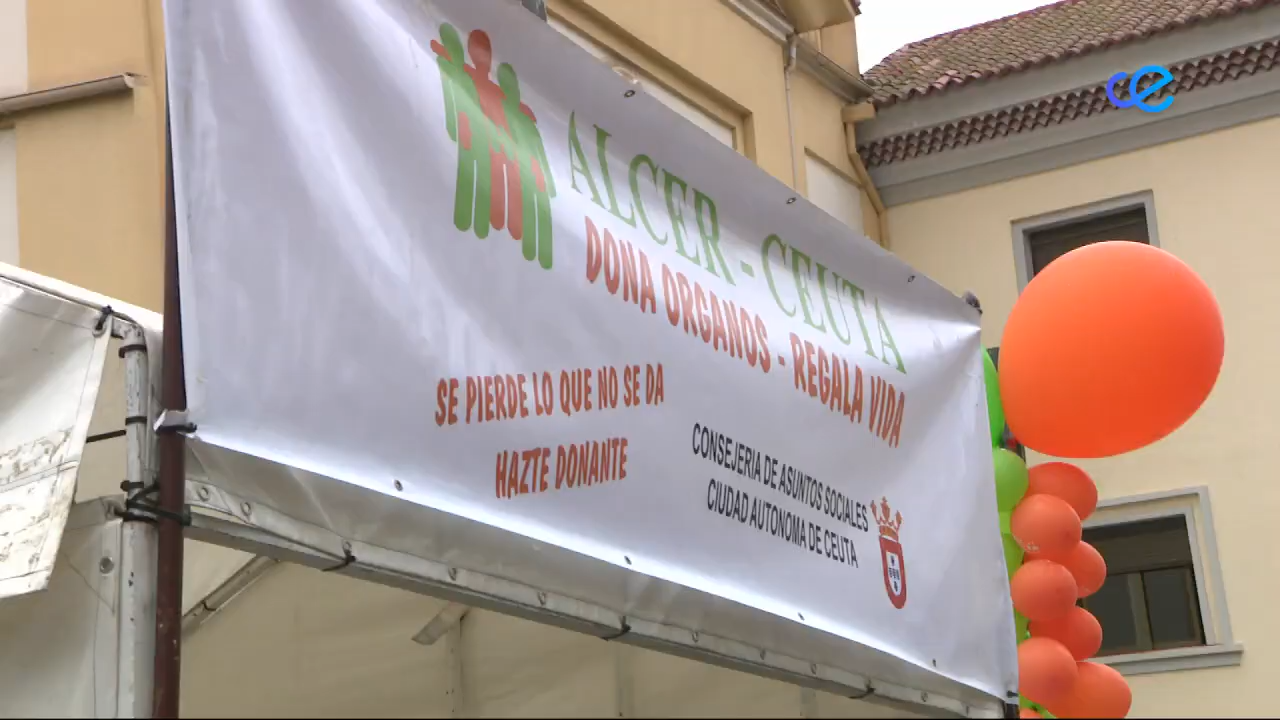 ce
ALCER - CEUTA
DONA ORGANOS - REGALA VIDA
SE PIERDE LO QUE NO SE DA
HAZTE DONANTE
CONSEJERIA DE ASUNTOS SOCIALES
CIUDAD AUTONOMA DE CEUTA